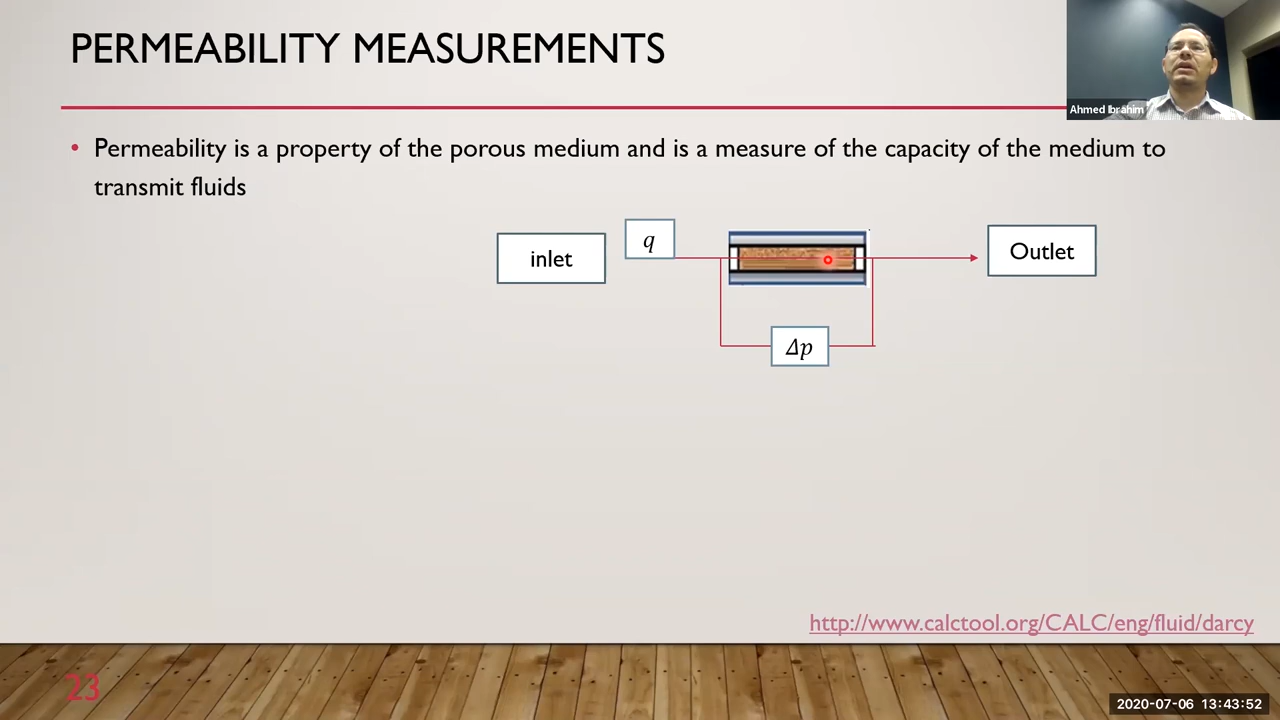 PERMEABILITY MEASUREMENTS
Ahmed Ibrahim
• Permeability is a property of the porous medium and is a measure of the capacity of the medium to
transmit fluids
inlet
q
Outlet
Δp
http://www.calctool.org/CALC/eng/fluid/darcy
23
2020-07-06 13:43:52